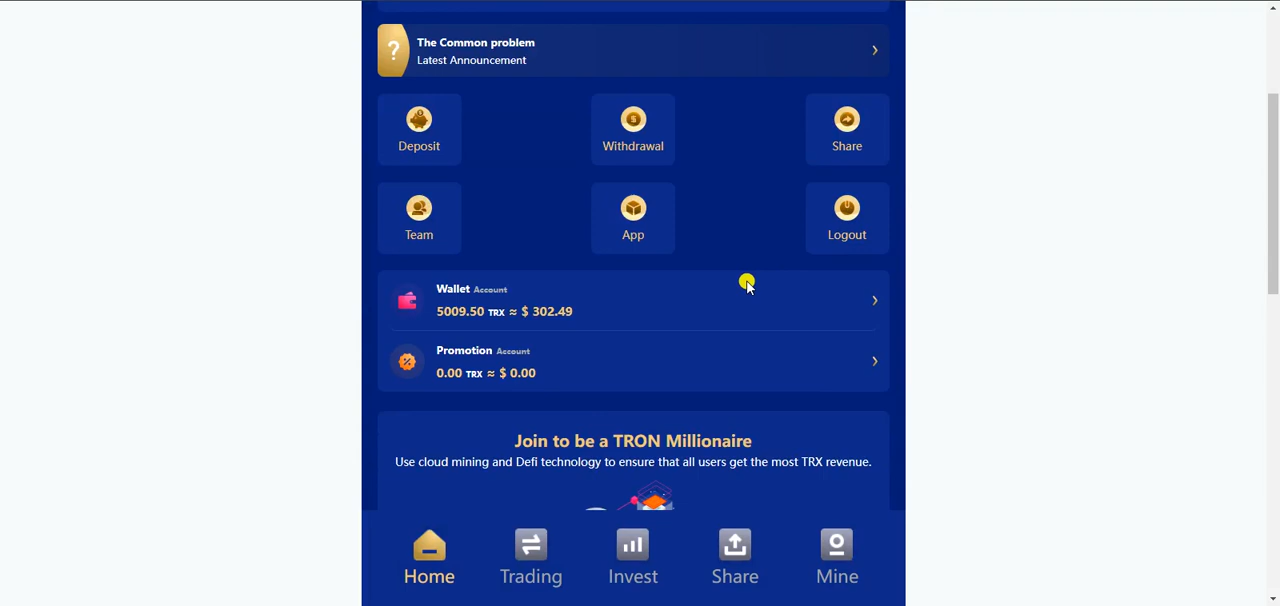 The Common problem
Latest Announcement
Deposit
Withdrawal
Share
Team
App
Logout
Wallet Account
5009.50 TRX ≈ $ 302.49
Promotion Account
0.00 TRX ≈ $ 0.00
Join to be a TRON Millionaire
Use cloud mining and Defi technology to ensure that all users get the most TRX revenue.
Home
Trading
Invest
Share
Mine